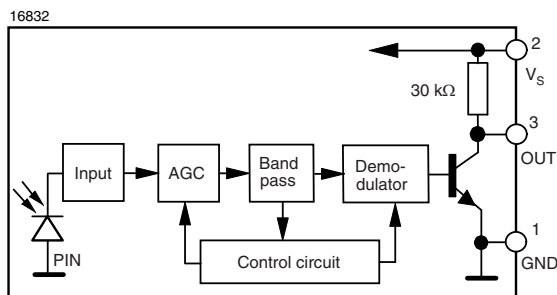 16832
2
V_S
30 kΩ
3
OUT
Input
AGC
Band
pass
Demo-
dulator
PIN
Control circuit
1
GND